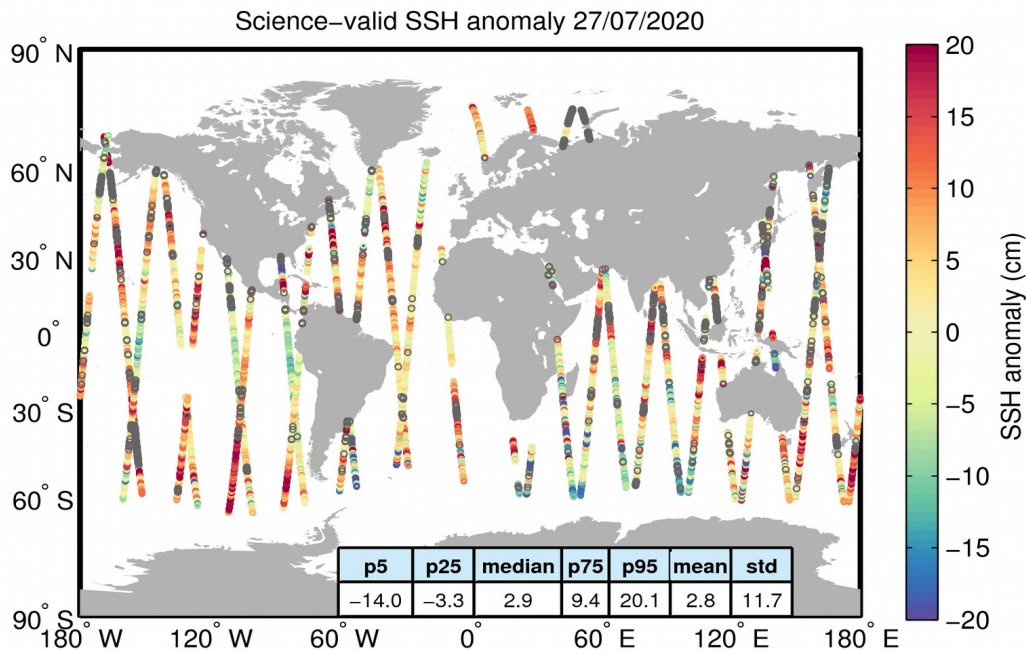 Science−valid SSH anomaly 27/07/2020
90° N
60° N
30° N
0°
30° S
60° S
90° S
180° W
120° W
60° W
0°
60° E
120° E
180° E
p5 p25 median p75 p95 mean std
−14.0 −3.3 2.9 9.4 20.1 2.8 11.7
20
15
10
5
0
−5
−10
−15
−20
SSH anomaly (cm)